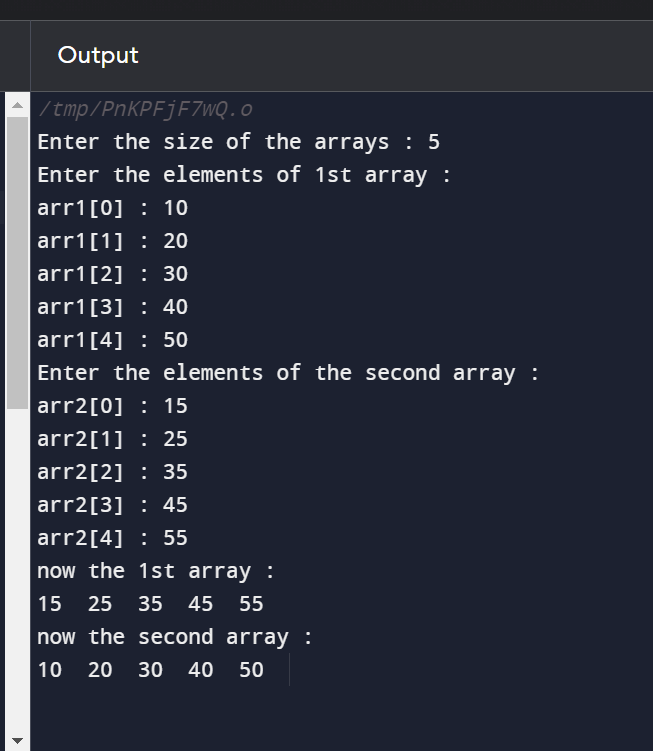 Output
/tmp/PnKPFjF7wQ.o
Enter the size of the arrays : 5
Enter the elements of 1st array :
arr1[0] : 10
arr1[1] : 20
arr1[2] : 30
arr1[3] : 40
arr1[4] : 50
Enter the elements of the second array :
arr2[0] : 15
arr2[1] : 25
arr2[2] : 35
arr2[3] : 45
arr2[4] : 55
now the 1st array :
15  25  35  45  55
now the second array :
10  20  30  40  50